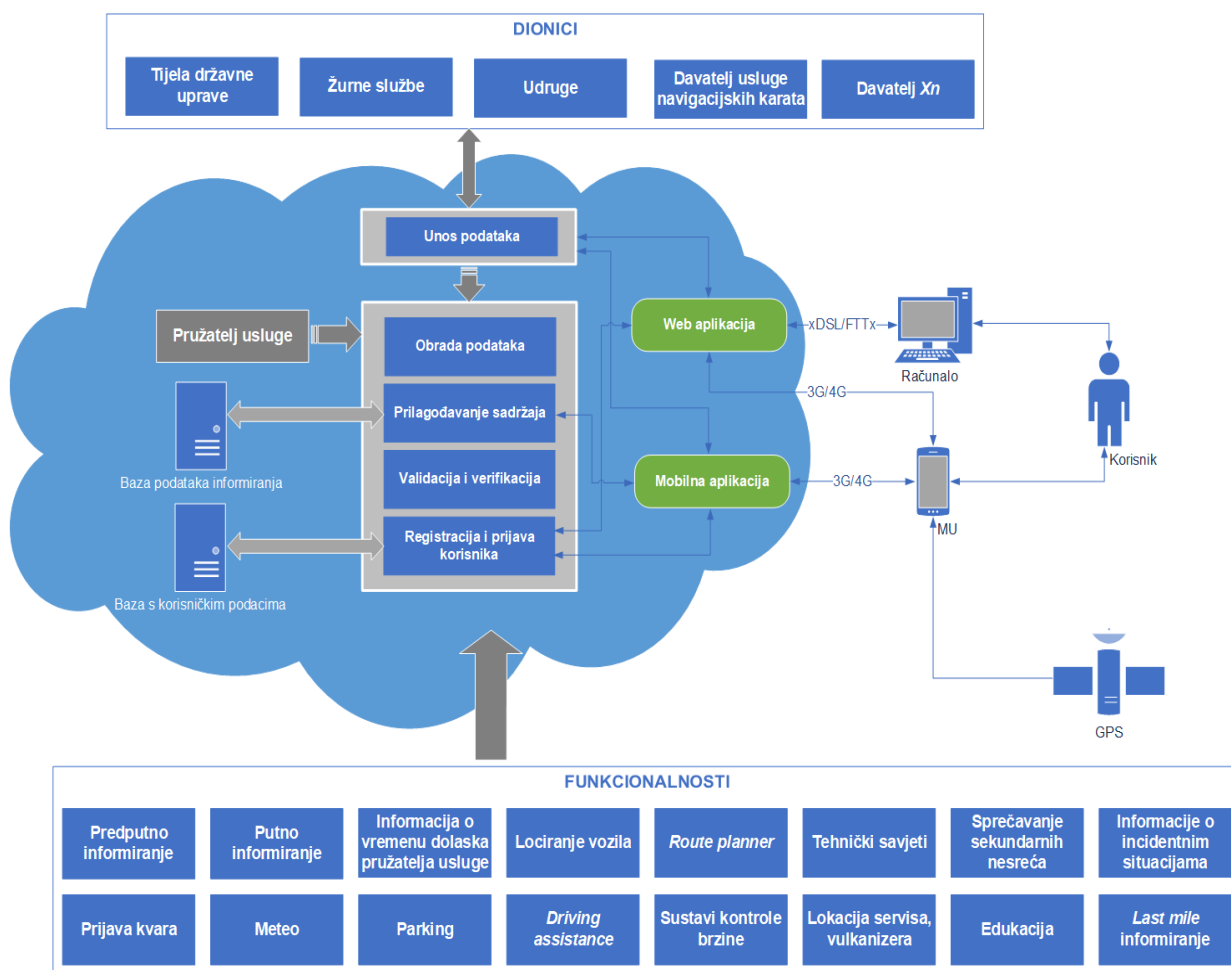 DIONICI
Tijela državne
uprave
Žurne službe
Udruge
Davatelj usluge
navigacijskih karata
Davatelj Xn
Unos podataka
Pružatelj usluge
Obrada podataka
Prilagođavanje sadržaja
Validacija i verifikacija
Registracija i prijava
korisnika
Baza podataka informiranja
Baza s korisničkim podacima
Web aplikacija
Mobilna aplikacija
xDSL/FTTx
3G/4G
3G/4G
Računalo
Korisnik
MU
GPS
FUNKCIONALNOSTI
Predputno
informiranje
Putno
informiranje
Informacija o
vremenu dolaska
pružatelja usluge
Lociranje vozila
Route planner
Tehnički savjeti
Sprečavanje
sekundarnih
nesreća
Informacije o
incidentnim
situacijama
Prijava kvara
Meteo
Parking
Driving
assistance
Sustavi kontrole
brzine
Lokacija servisa,
vulkanizera
Edukacija
Last mile
informiranje